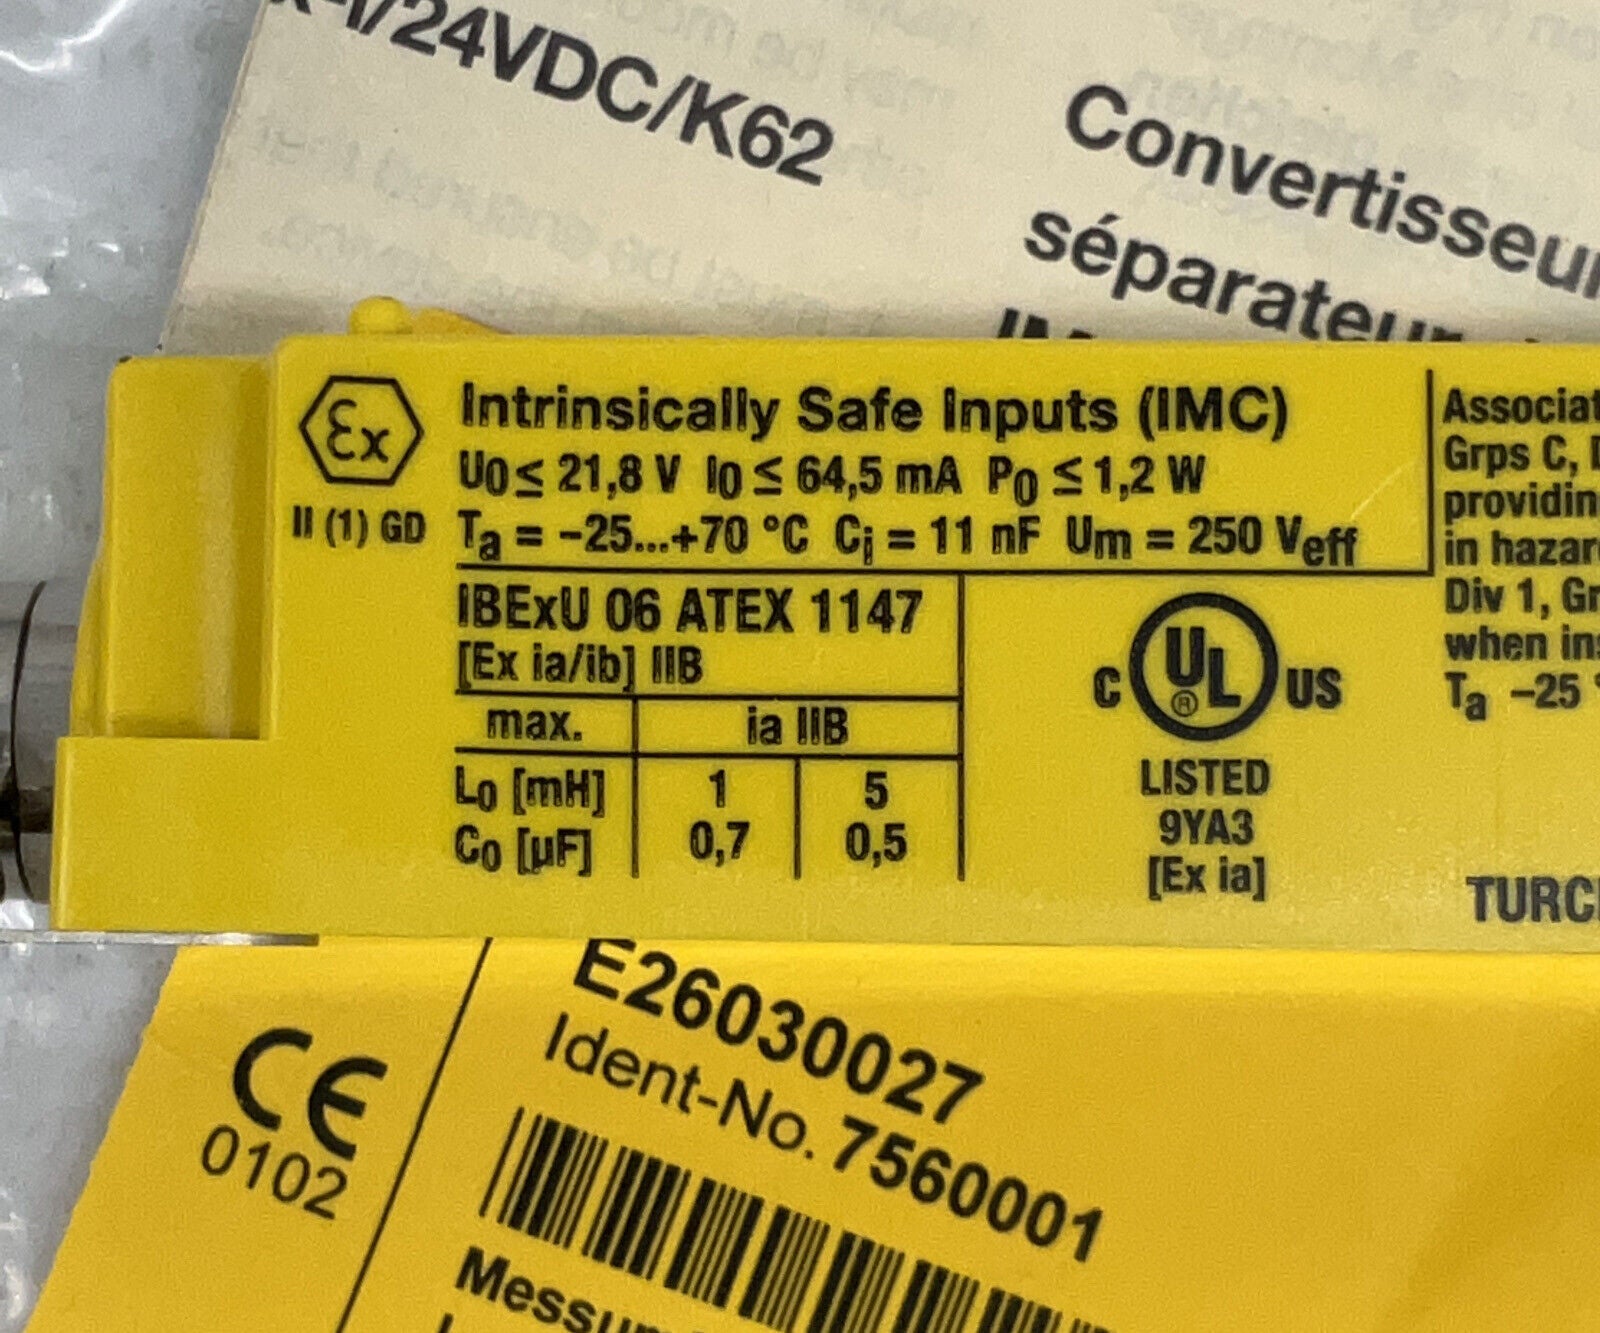 I/24VDC/K62
Convertisseur
séparateur
Ex
II (1) GD
Intrinsically Safe Inputs (IMC)
U0 ≤ 21,8 V I0 ≤ 64,5 mA P0 ≤ 1,2 W
Ta = -25...+70 °C Ci = 11 nF Um = 250 Veff
IBExU 06 ATEX 1147
[Ex ia/ib] IIB
max. ia IIB
L0 [mH] 1 5
C0 [µF] 0,7 0,5
C UL ® US
LISTED
9YA3
[Ex ia]
Associat
Grps C,
providin
in hazar
Div 1, Gr
when ins
Ta -25 °
TURC
CE
0102
E26030027
Ident-No. 7560001
Messu